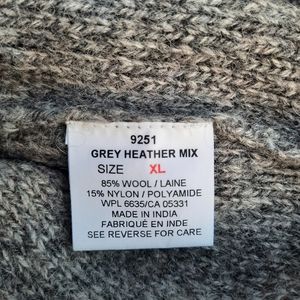 9251
GREY HEATHER MIX
SIZE XL
85% WOOL / LAINE
15% NYLON / POLYAMIDE
WPL 6635/CA 05331
MADE IN INDIA
FABRIQUÉ EN INDE
SEE REVERSE FOR CARE